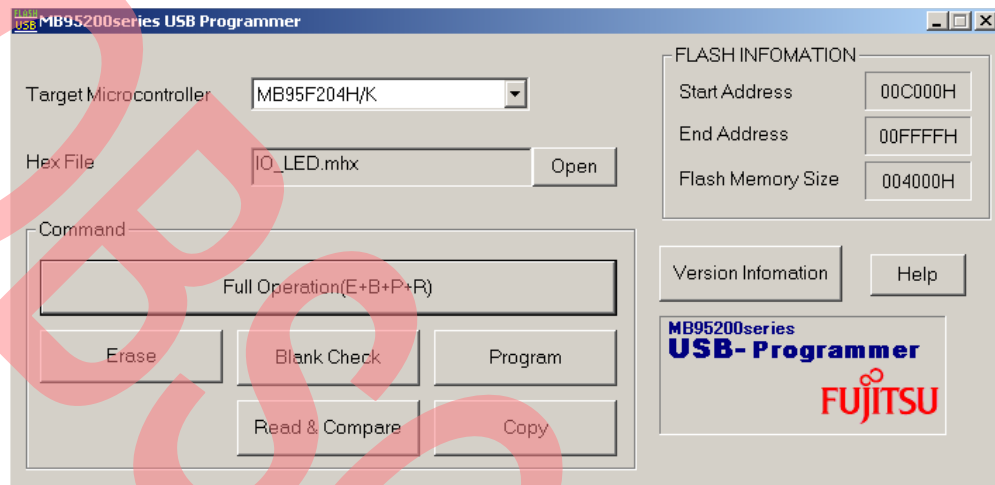 FLASH
USB
MB95200series USB Programmer
Target Microcontroller
MB95F204H/K
Hex File
IO_LED.mhx
Open
FLASH INFOMATION
Start Address
00C000H
End Address
00FFFFH
Flash Memory Size
004000H
Command
Full Operation(E+B+P+R)
Erase
Blank Check
Program
Read & Compare
Copy
Version Infomation
Help
MB95200series
USB-Programmer
FUJITSU